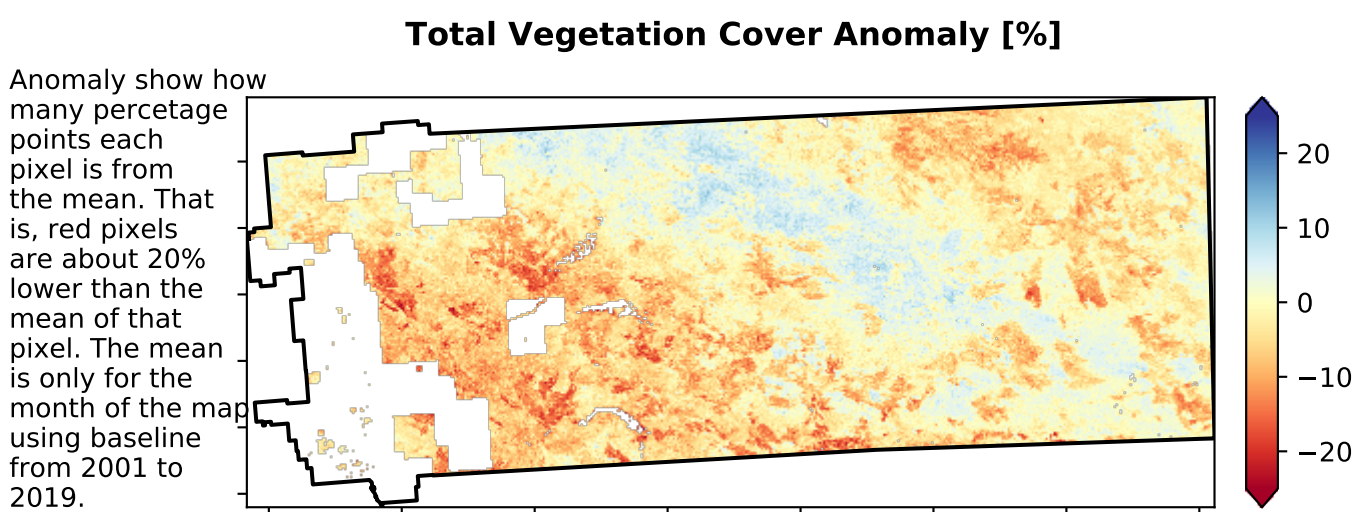 Total Vegetation Cover Anomaly [%]
Anomaly show how
many percetage
points each
pixel is from
the mean. That
is, red pixels
are about 20%
lower than the
mean of that
pixel. The mean
is only for the
month of the map
using baseline
from 2001 to
2019.
20
10
0
−10
−20